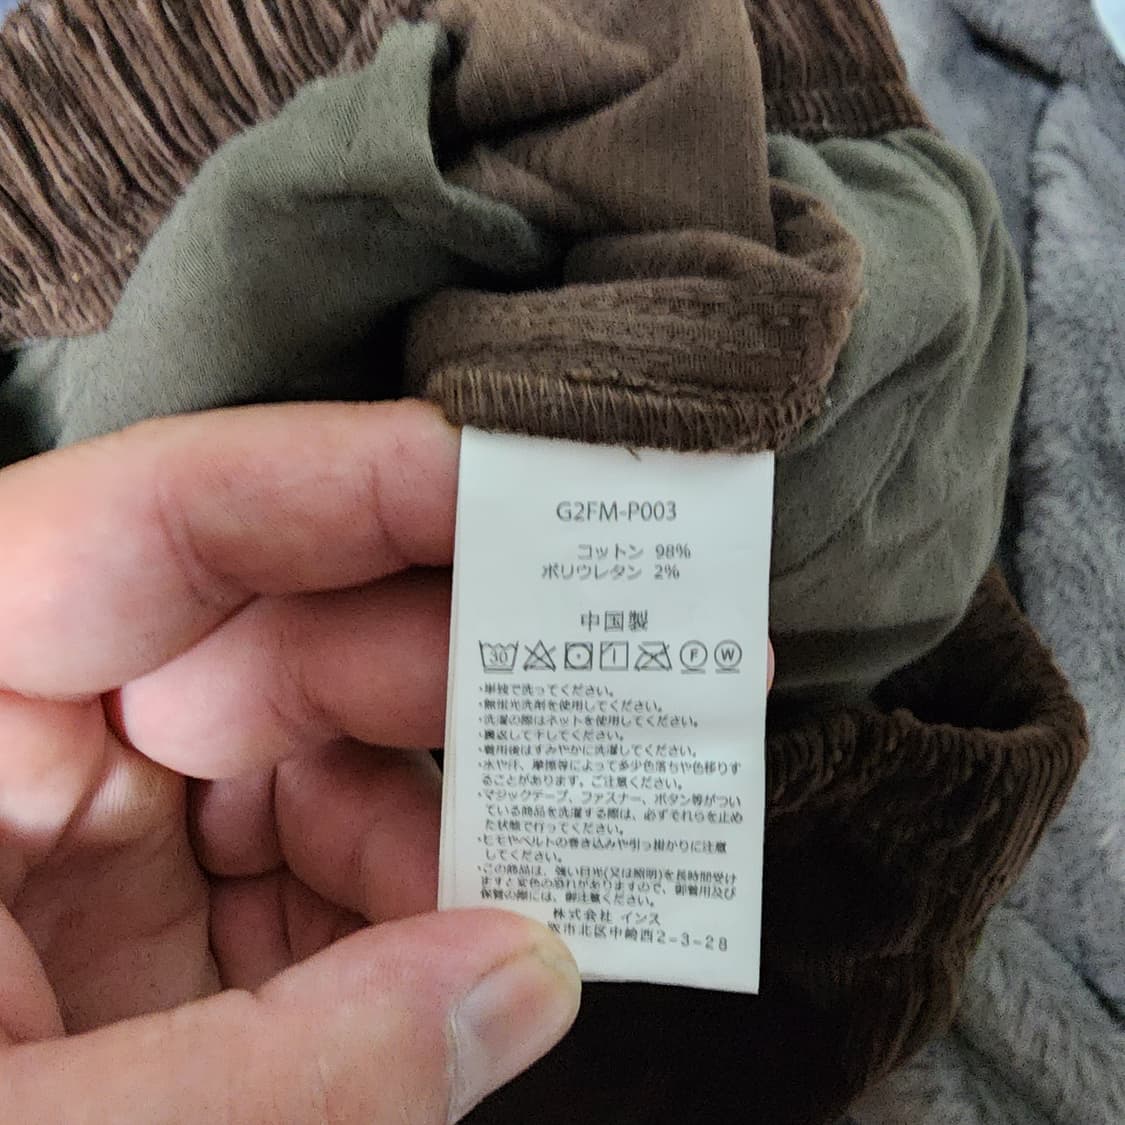 G2FM-P003
コットン 98%
ポリウレタン 2%
中国製
30 F W
・単独で洗ってください。
・無蛍光洗剤を使用してください。
・洗濯の際はネットを使用してください。
・裏返して干してください。
・着用後はすみやかに洗濯してください。
・水や汗、摩擦等によって多少色落ちや色移りす
ることがあります。ご注意ください。
・マジックテープ、ファスナー、ボタン等がつい
ている商品を洗濯する際は、必ずそれらを止め
た状態で行ってください。
・ヒモやベルトの巻き込みや引っ掛かりに注意
してください。
・この商品は、強い日光(又は照明)を長時間受け
ますと変色の恐れがありますので、御着用及び
保管の際には、御注意ください。
株式会社 インス
阪市北区中崎西2-3-28